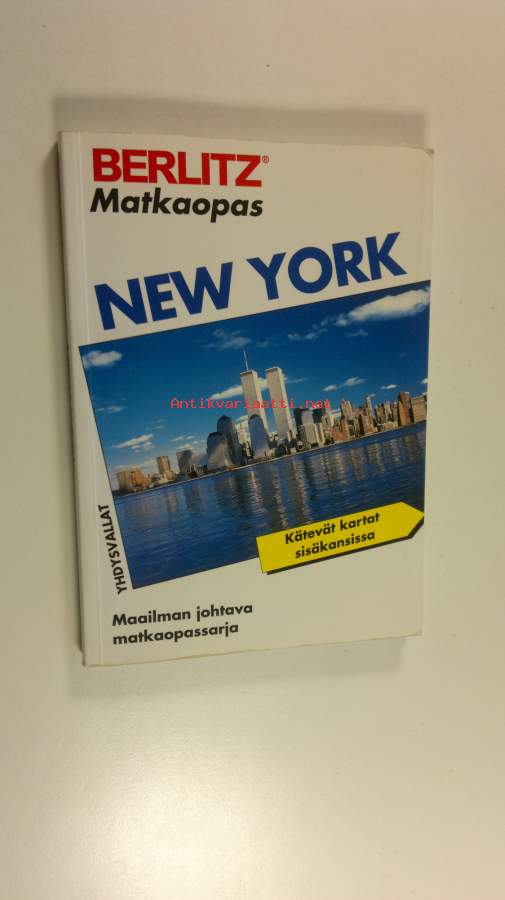 BERLITZ®
Matkaopas
NEW YORK
Antikvariaatti.net
YHDYSVALLAT
Kätevät kartat
sisäkansissa
Maailman johtava
matkaopassarja